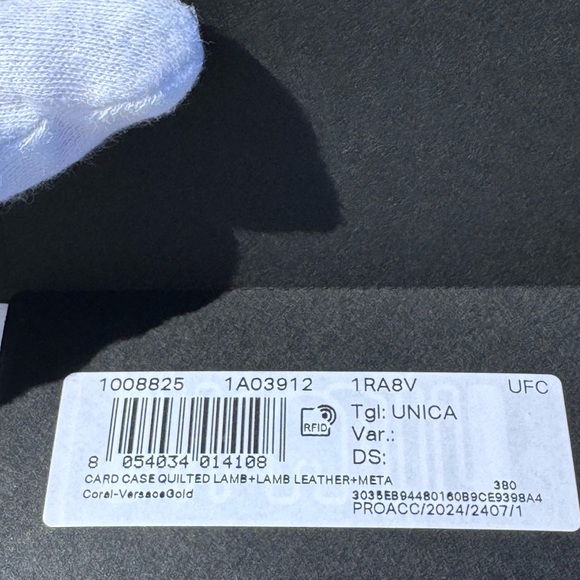 1008825 1A03912 1RA8V UFC
Tgl: UNICA
RFID
Var.:
DS:
8 054034 014108
CARD CASE QUILTED LAMB+LAMB LEATHER+META 3B0
Coral-VersaceGold 3035EB94480160B9CE9398A4
PROACC/2024/2407/1